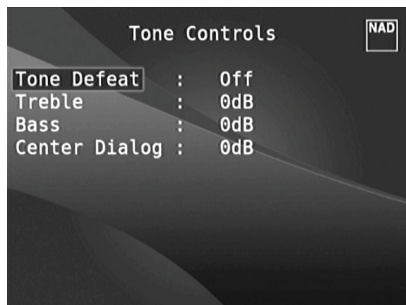 Tone Controls
NAD
Tone Defeat : Off
Treble : 0dB
Bass : 0dB
Center Dialog : 0dB